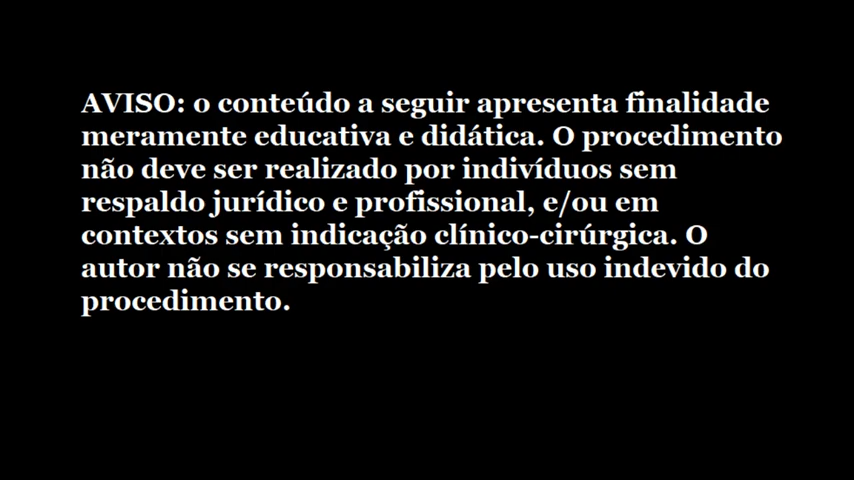 AVISO: o conteúdo a seguir apresenta finalidade
meramente educativa e didática. O procedimento
não deve ser realizado por indivíduos sem
respaldo jurídico e profissional, e/ou em
contextos sem indicação clínico-cirúrgica. O
autor não se responsabiliza pelo uso indevido do
procedimento.